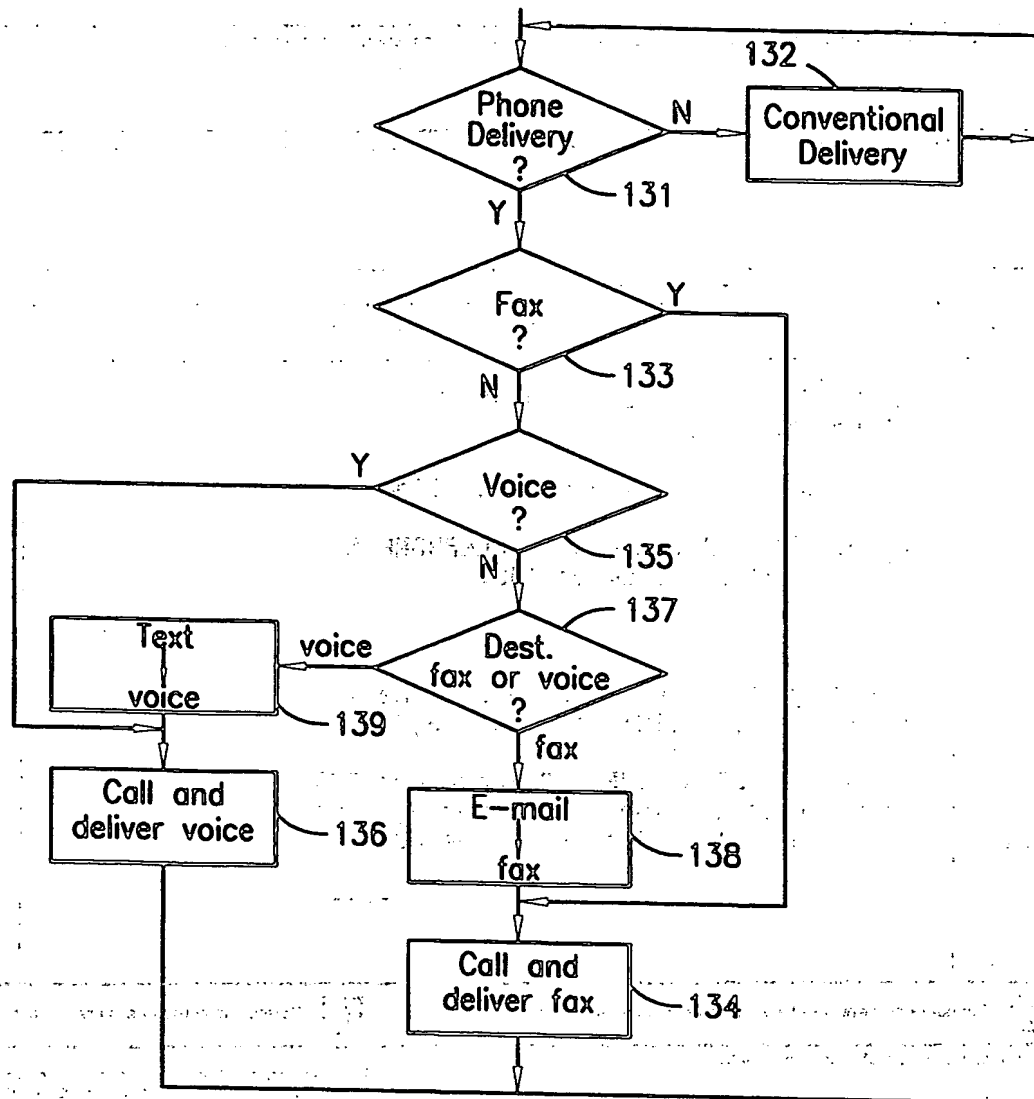 132
Phone
Delivery
?
N
Conventional
Delivery
131
Y
Fax
?
Y
133
N
Y
Voice
?
135
N
137
Text
voice
voice
Dest.
fax or voice
?
139
fax
Call and
deliver voice
136
E-mail
fax
138
Call and
deliver fax
134